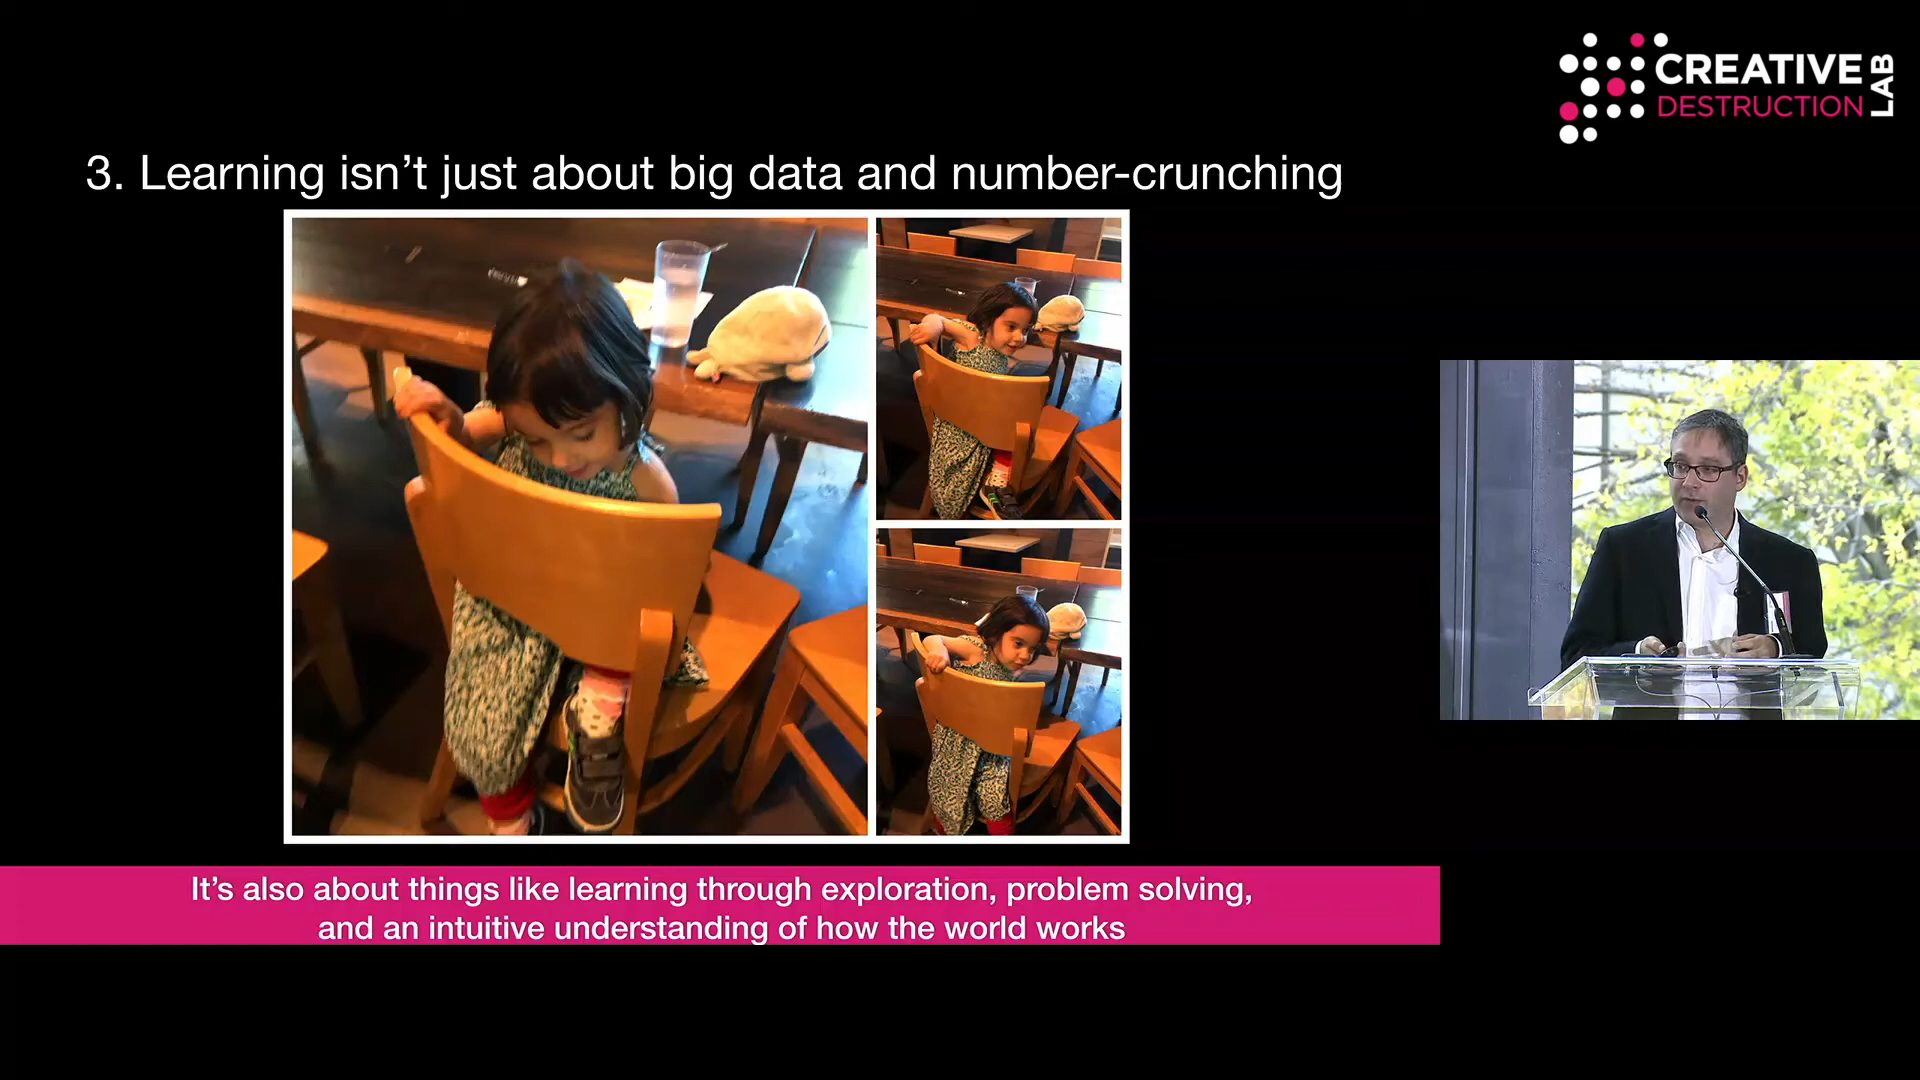 CREATIVE
DESTRUCTION
LAB
3. Learning isn’t just about big data and number-crunching
It’s also about things like learning through exploration, problem solving,
and an intuitive understanding of how the world works